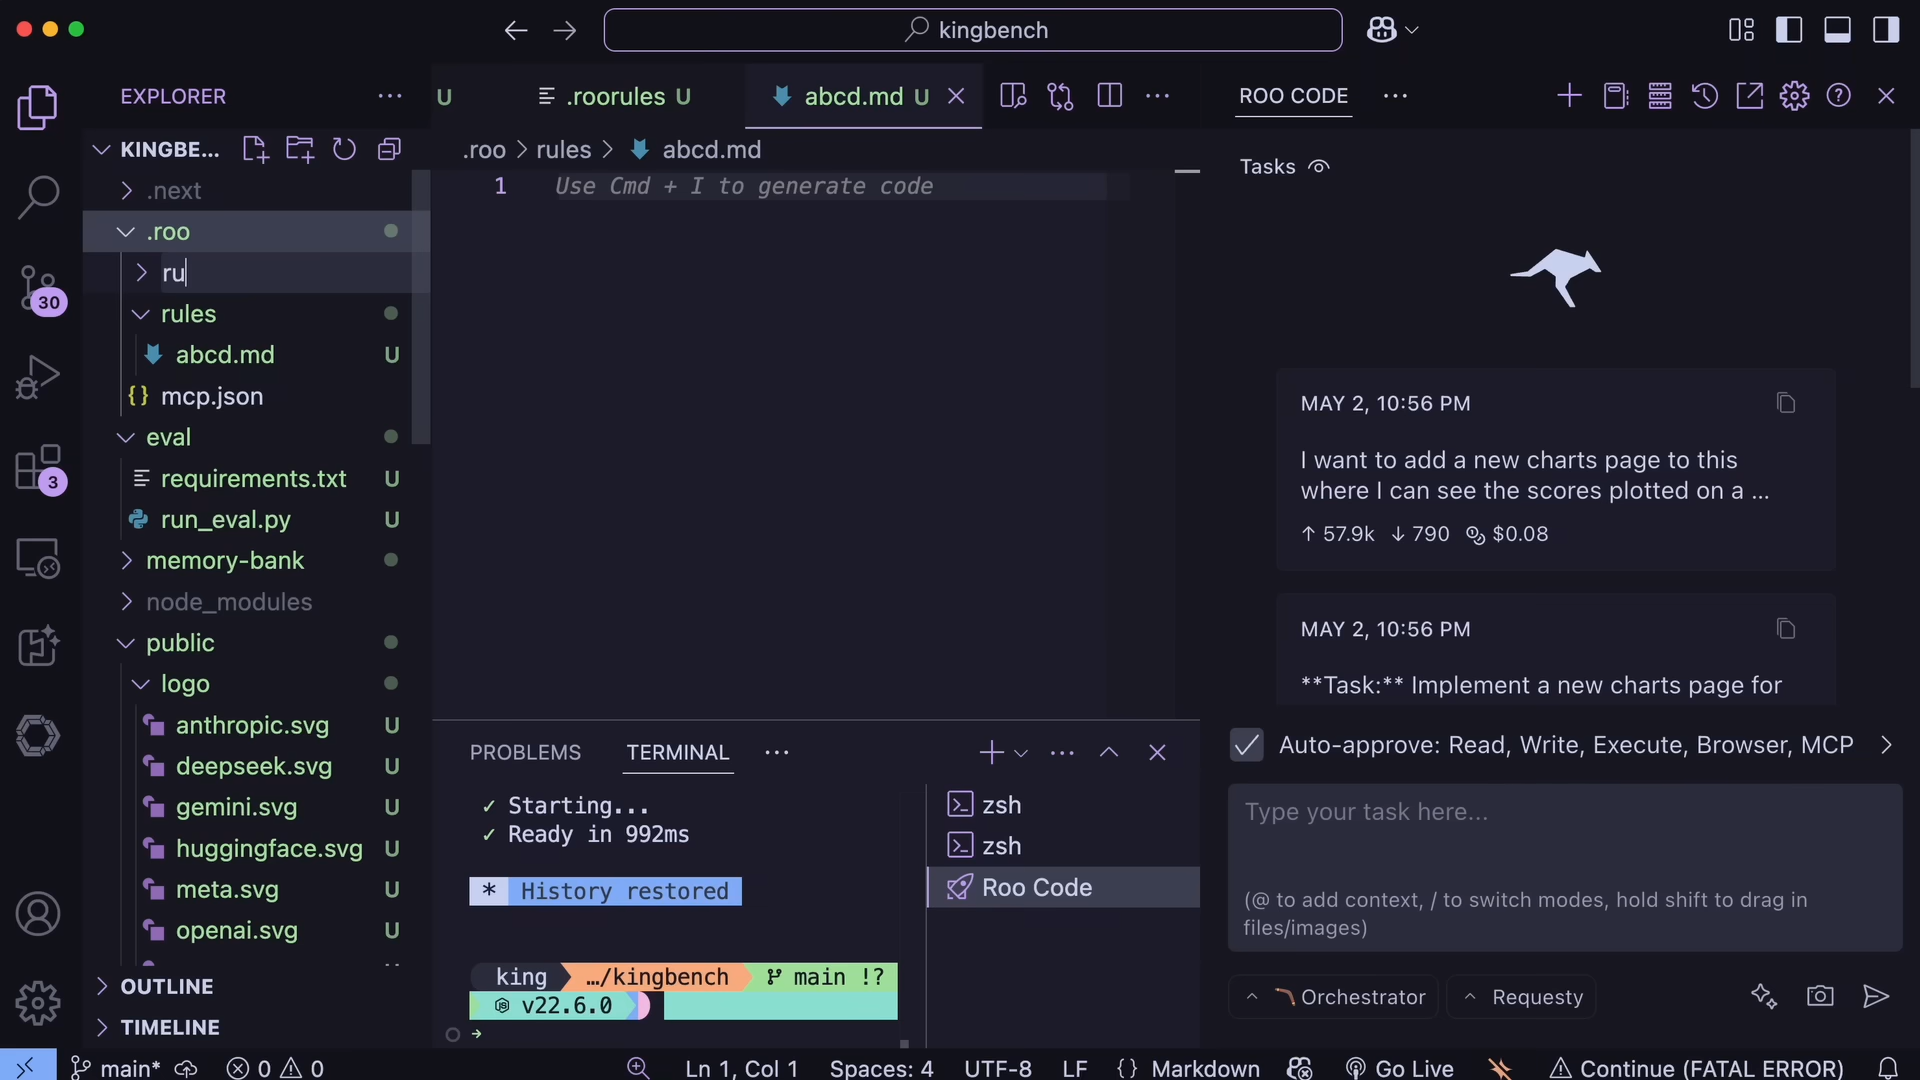 kingbench
EXPLORER
KINGBE...
.next
.roo
ru
rules
abcd.md U
mcp.json
eval
requirements.txt U
run_eval.py U
memory-bank
node_modules
public
logo
anthropic.svg U
deepseek.svg U
gemini.svg U
huggingface.svg U
meta.svg U
openai.svg U
OUTLINE
TIMELINE
30
3
U
.roorules U
abcd.md U
.roo > rules > abcd.md
1 Use Cmd + I to generate code
PROBLEMS TERMINAL
✓ Starting...
✓ Ready in 992ms
* History restored
king …/kingbench main !?
v22.6.0
zsh
zsh
Roo Code
ROO CODE
Tasks
MAY 2, 10:56 PM
I want to add a new charts page to this
where I can see the scores plotted on a ...
↑ 57.9k ↓ 790 $0.08
MAY 2, 10:56 PM
**Task:** Implement a new charts page for
Auto-approve: Read, Write, Execute, Browser, MCP
Type your task here...
(@ to add context, / to switch modes, hold shift to drag in
files/images)
Orchestrator Requesty
main* 0 0 Ln 1, Col 1 Spaces: 4 UTF-8 LF {} Markdown Go Live Continue (FATAL ERROR)